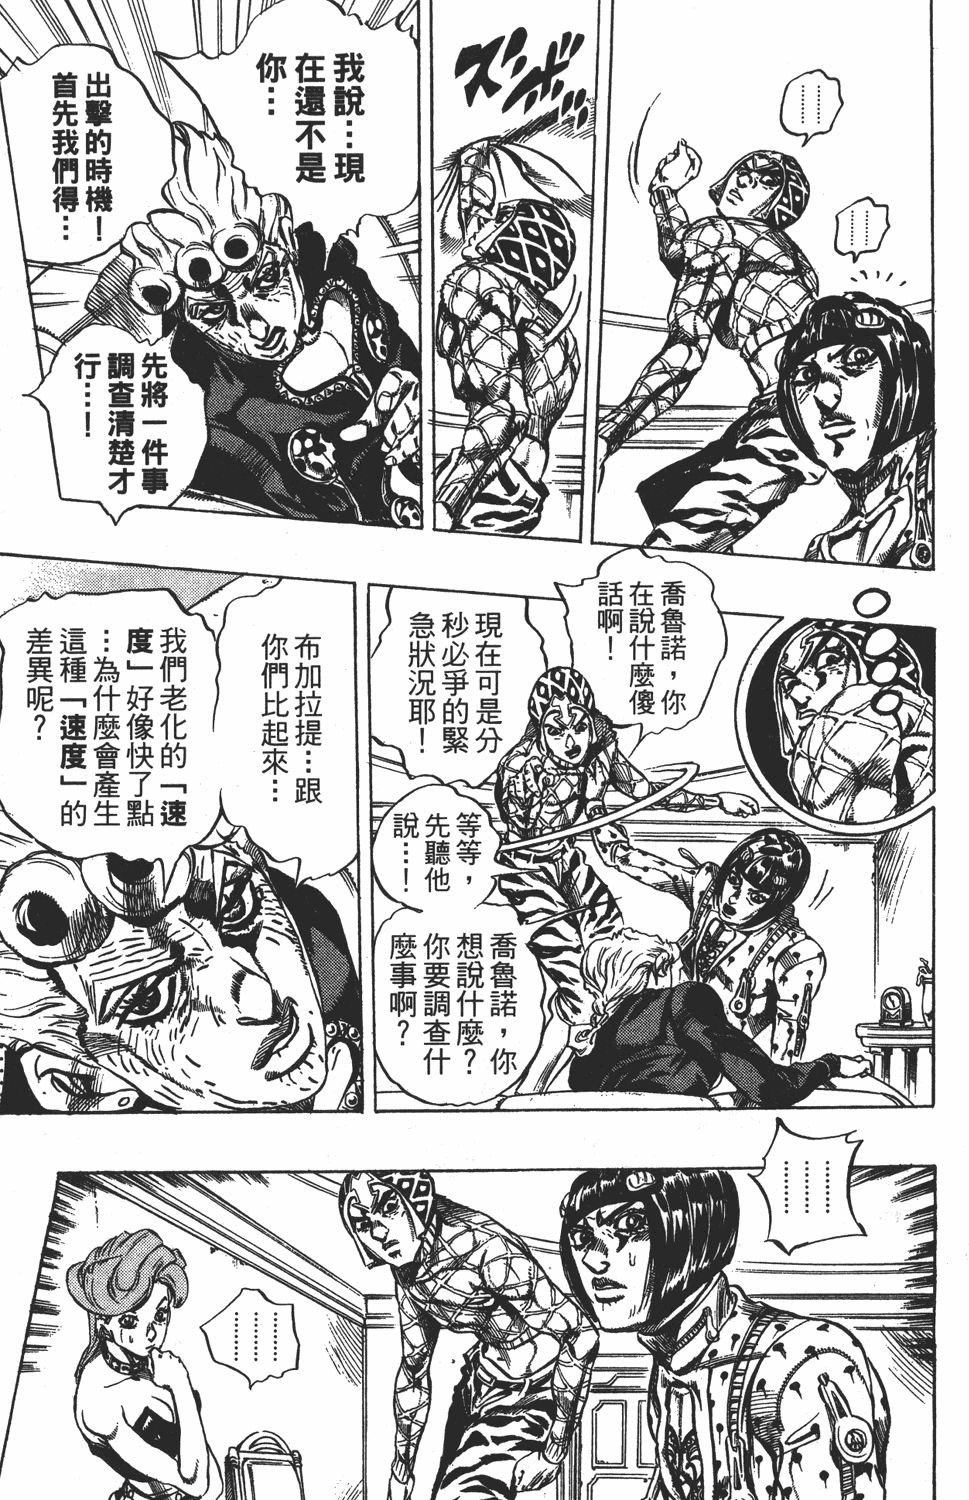 ………
………
ズンボッ
我說…現
在還不是
你…
出擊的時機！
首先我們得…
先將一件事
調查清楚才
行…！
喬魯諾，你
在說什麼傻
話啊！
現在可是分
秒必爭的緊
急狀況耶！
等等，
先聽他
說…！
喬魯諾，你
想說什麼？
你要調查什
麼事啊？
布加拉提…跟
你們比起來…
我們老化的「速
度」好像快了點
…為什麼會產生
這種「速度」的
差異呢？
………
………